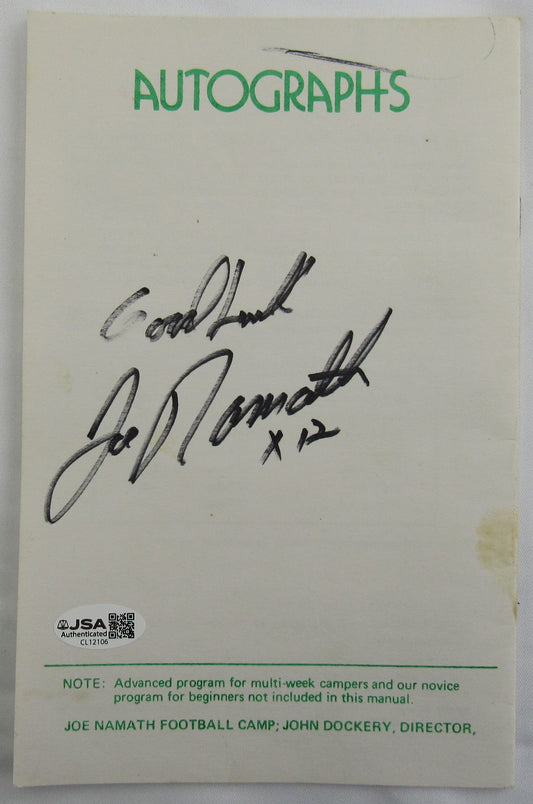 AUTOGRAPHS
Good Luck
Joe Namath
x 12
JSA
Authenticated
CL12106
NOTE: Advanced program for multi-week campers and our novice
program for beginners not included in this manual.
JOE NAMATH FOOTBALL CAMP; JOHN DOCKERY, DIRECTOR,